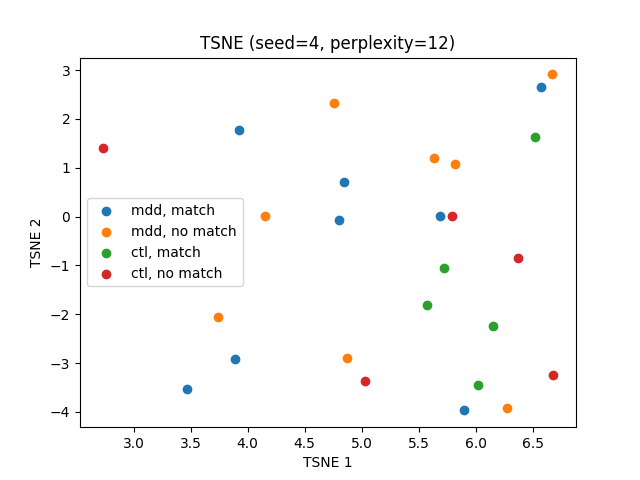 TSNE (seed=4, perplexity=12)
3
2
1
0
−1
−2
−3
−4
TSNE 2
mdd, match
mdd, no match
ctl, match
ctl, no match
3.0 3.5 4.0 4.5 5.0 5.5 6.0 6.5
TSNE 1